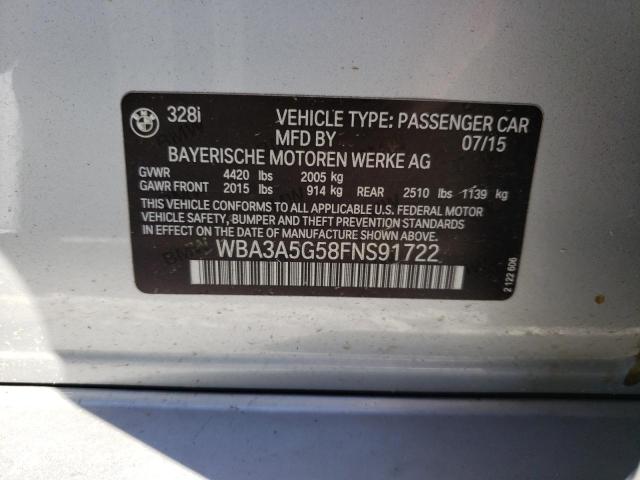 328i VEHICLE TYPE: PASSENGER CAR
MFD BY 07/15
BAYERISCHE MOTOREN WERKE AG
GVWR 4420 lbs 2005 kg
GAWR FRONT 2015 lbs 914 kg REAR 2510 lbs 1139 kg
THIS VEHICLE CONFORMS TO ALL APPLICABLE U.S. FEDERAL MOTOR
VEHICLE SAFETY, BUMPER AND THEFT PREVENTION STANDARDS
IN EFFECT ON THE DATE OF MANUFACTURE SHOWN ABOVE.
WBA3A5G58FNS91722
2 122 606